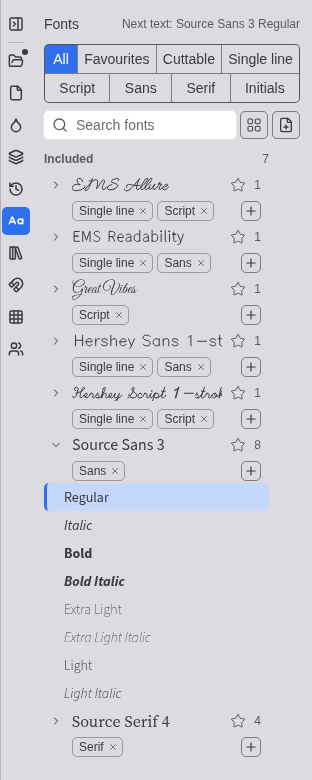 Fonts Next text: Source Sans 3 Regular
All Favourites Cuttable Single line
Script Sans Serif Initials
Search fonts
Included 7
EMS Allure 1
Single line × Script ×
EMS Readability 1
Single line × Sans ×
Great Vibes 1
Script ×
Hershey Sans 1-st 1
Single line × Sans ×
Aa
Hershey Script 1-strok 1
Single line × Script ×
Source Sans 3 8
Sans ×
Regular
Italic
Bold
Bold Italic
Extra Light
Extra Light Italic
Light
Light Italic
Source Serif 4 4
Serif ×